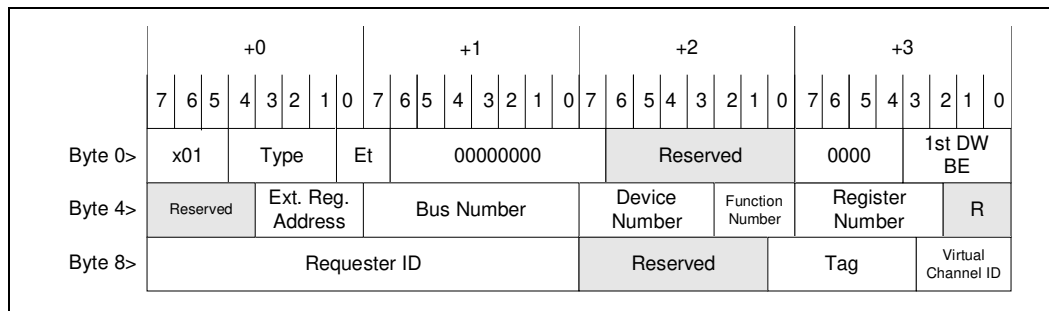 +0 +1 +2 +3
7 6 5 4 3 2 1 0 7 6 5 4 3 2 1 0 7 6 5 4 3 2 1 0 7 6 5 4 3 2 1 0
Byte 0> x01 Type Et 00000000 Reserved 0000 1st DW
BE
Byte 4> Reserved Ext. Reg.
Address Bus Number Device
Number Function
Number Register
Number R
Byte 8> Requester ID Reserved Tag Virtual
Channel ID